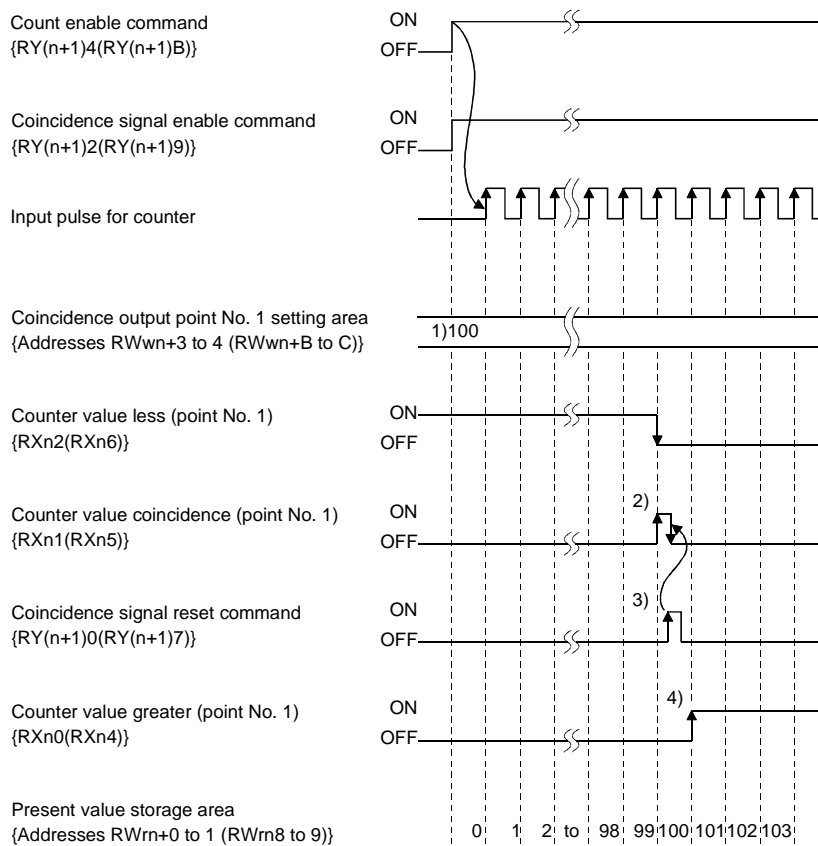 Count enable command
{RY(n+1)4(RY(n+1)B)}
ON
OFF
Coincidence signal enable command
{RY(n+1)2(RY(n+1)9)}
ON
OFF
Input pulse for counter
Coincidence output point No. 1 setting area
{Addresses RWwn+3 to 4 (RWwn+B to C)}
1)100
Counter value less (point No. 1)
{RXn2(RXn6)}
ON
OFF
Counter value coincidence (point No. 1)
{RXn1(RXn5)}
ON
OFF
2)
Coincidence signal reset command
{RY(n+1)0(RY(n+1)7)}
ON
OFF
3)
Counter value greater (point No. 1)
{RXn0(RXn4)}
ON
OFF
4)
Present value storage area
{Addresses RWrn+0 to 1 (RWrn8 to 9)}
0 1 2 to 98 99 100 101 102 103